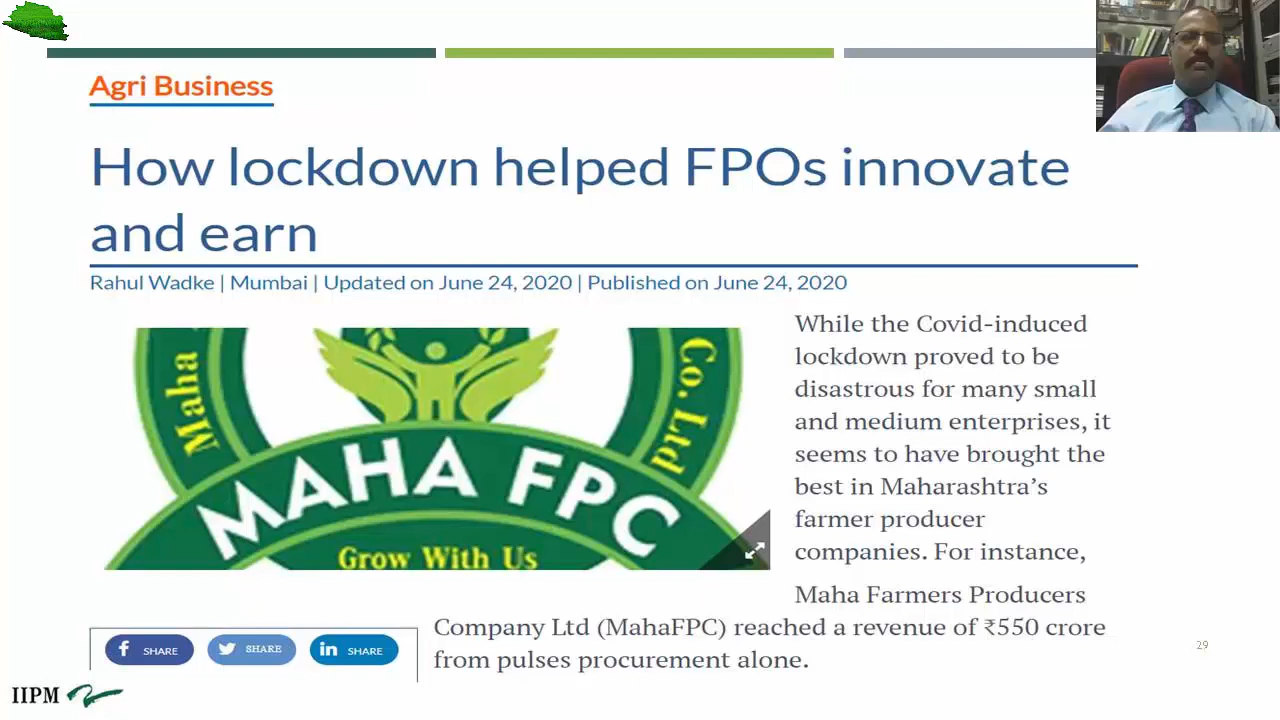 Agri Business
How lockdown helped FPOs innovate
and earn
Rahul Wadke | Mumbai | Updated on June 24, 2020 | Published on June 24, 2020
Maha
Co. Ltd
MAHA FPC
Grow With Us
While the Covid-induced
lockdown proved to be
disastrous for many small
and medium enterprises, it
seems to have brought the
best in Maharashtra’s
farmer producer
companies. For instance,
Maha Farmers Producers
Company Ltd (MahaFPC) reached a revenue of ₹550 crore
from pulses procurement alone.
SHARE
SHARE
in SHARE
29
IIPM